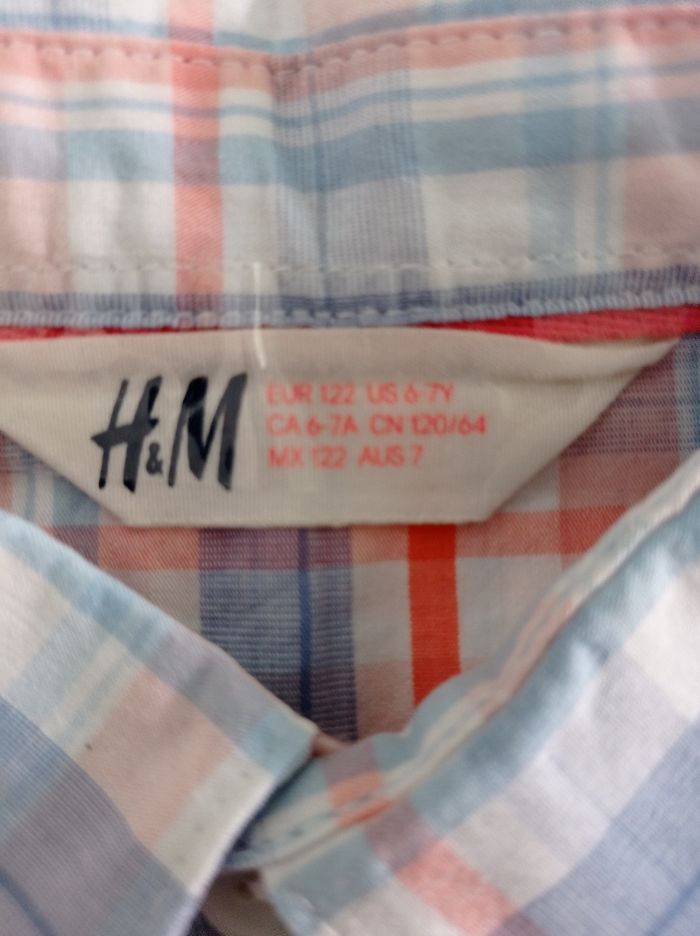 H&M
EUR 122 US 6-7Y
CA 6-7A CN 120/64
MX 122 AUS 7